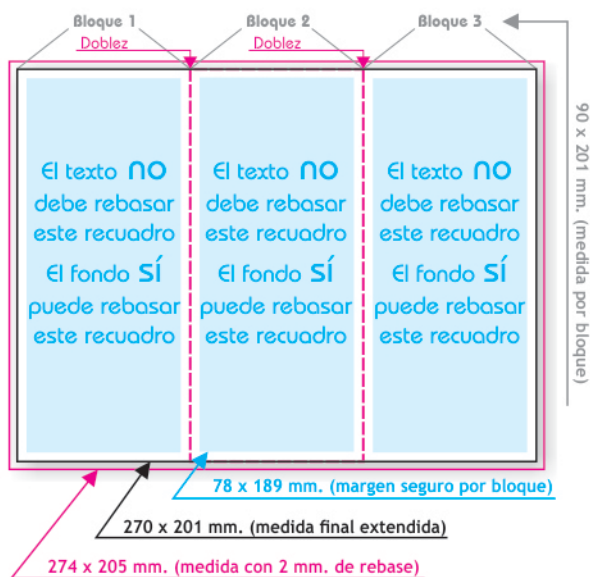 Bloque 1
Bloque 2
Bloque 3
Doblez
Doblez
El texto NO
debe rebasar
este recuadro
El fondo SÍ
puede rebasar
este recuadro
El texto NO
debe rebasar
este recuadro
El fondo SÍ
puede rebasar
este recuadro
El texto NO
debe rebasar
este recuadro
El fondo SÍ
puede rebasar
este recuadro
90 x 201 mm. (medida por bloque)
78 x 189 mm. (margen seguro por bloque)
270 x 201 mm. (medida final extendida)
274 x 205 mm. (medida con 2 mm. de rebase)